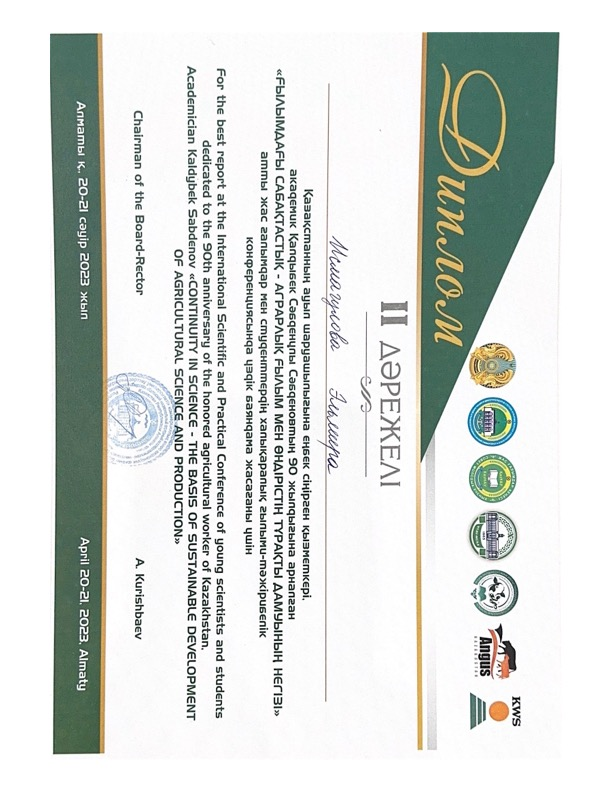 Диплом
Angus
KWS
II ДӘРЕЖЕЛІ
Ильмира
Қазақстанның ауыл шаруашылығына еңбек сіңірген қызметкері,
академик Қалдыбек Сәбденұлы Сәбденовтың 90 жылдығына арналған
«ҒЫЛЫМДАҒЫ САБАҚТАСТЫҚ - АГРАРЛЫҚ ҒЫЛЫМ МЕН ӨНДІРІСТІҢ ТҰРАҚТЫ ДАМУЫНЫҢ НЕГІЗІ»
атты жас ғалымдар мен студенттердің халықаралық ғылыми-тәжірибелік
конференциясында үздік баяндама жасағаны үшін
For the best report at the International Scientific and Practical Conference of young scientists and students
dedicated to the 90th anniversary of the honored agricultural worker of Kazakhstan,
Academician Kaldybek Sabdenov «CONTINUITY IN SCIENCE - THE BASIS OF SUSTAINABLE DEVELOPMENT
OF AGRICULTURAL SCIENCE AND PRODUCTION»
Chairman of the Board-Rector A. Kurishbaev
Алматы қ., 20-21 сәуір 2023 жыл April 20-21, 2023, Almaty